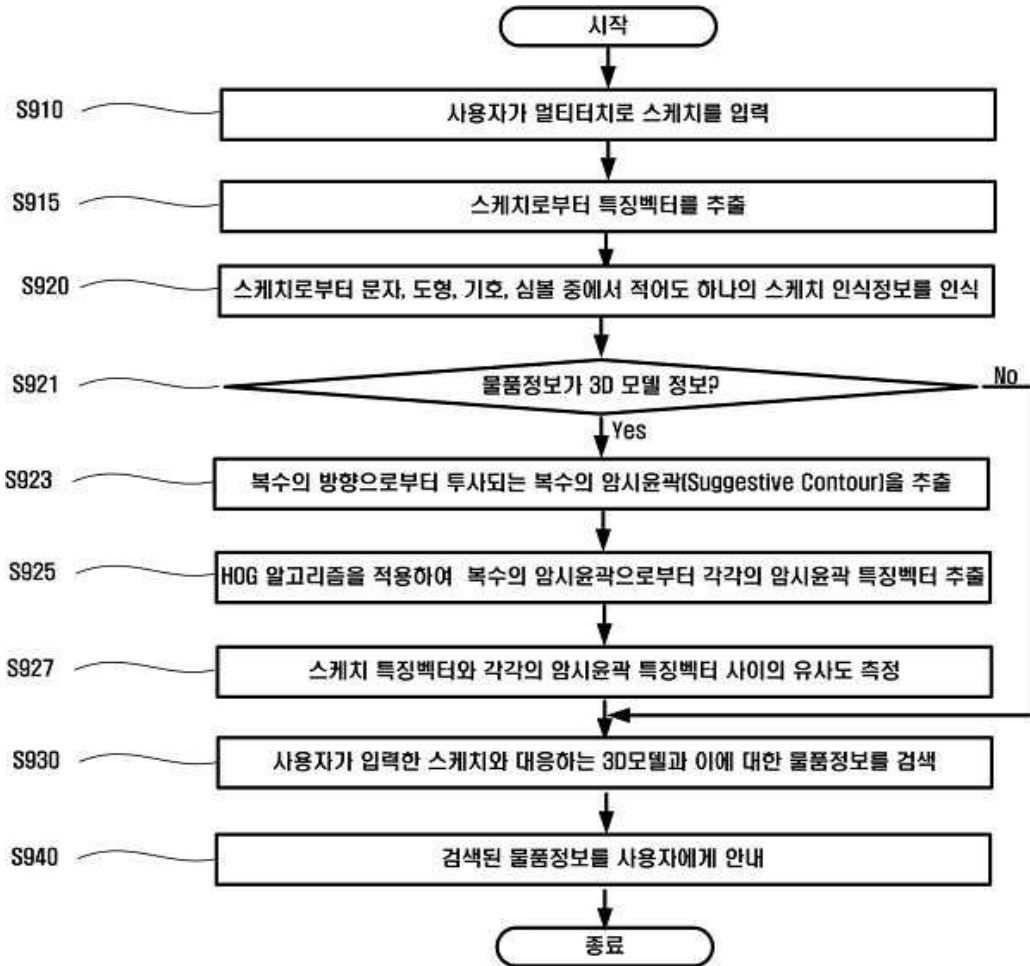 시작
S910
사용자가 멀티터치로 스케치를 입력
S915
스케치로부터 특징벡터를 추출
S920
스케치로부터 문자, 도형, 기호, 심볼 중에서 적어도 하나의 스케치 인식정보를 인식
S921
물품정보가 3D 모델 정보?
No
Yes
S923
복수의 방향으로부터 투사되는 복수의 암시윤곽(Suggestive Contour)을 추출
S925
HOG 알고리즘을 적용하여 복수의 암시윤곽으로부터 각각의 암시윤곽 특징벡터 추출
S927
스케치 특징벡터와 각각의 암시윤곽 특징벡터 사이의 유사도 측정
S930
사용자가 입력한 스케치와 대응하는 3D모델과 이에 대한 물품정보를 검색
S940
검색된 물품정보를 사용자에게 안내
종료